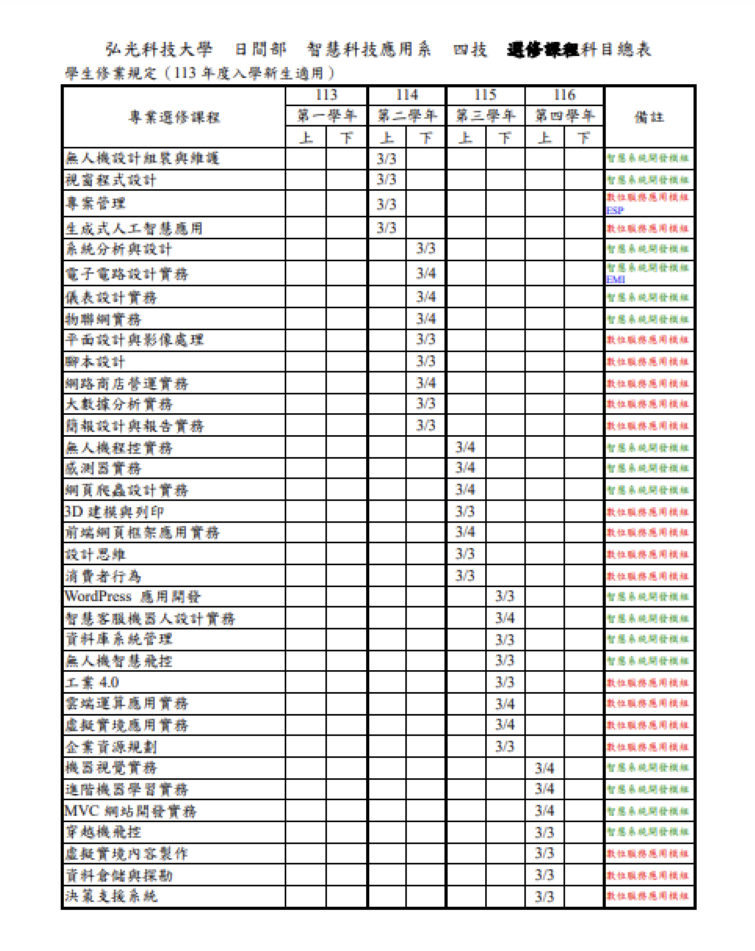 弘光科技大學 日間部 智慧科技應用系 四技 選修課程科目總表
學生修業規定（113 年度入學新生適用）
專業選修課程 113 114 115 116 備註
第一學年 第二學年 第三學年 第四學年
上 下 上 下 上 下 上 下
無人機設計組裝與維護 3/3 智慧系統開發模組
視窗程式設計 3/3 智慧系統開發模組
專案管理 3/3 數位服務應用模組
ESP
生成式人工智慧應用 3/3 數位服務應用模組
系統分析與設計 3/3 智慧系統開發模組
電子電路設計實務 3/4 智慧系統開發模組
EMI
儀表設計實務 3/4 智慧系統開發模組
物聯網實務 3/4 智慧系統開發模組
平面設計與影像處理 3/3 數位服務應用模組
腳本設計 3/3 數位服務應用模組
網路商店營運實務 3/4 數位服務應用模組
大數據分析實務 3/3 數位服務應用模組
簡報設計與報告實務 3/3 數位服務應用模組
無人機程控實務 3/4 智慧系統開發模組
感測器實務 3/4 智慧系統開發模組
網頁爬蟲設計實務 3/4 智慧系統開發模組
3D 建模與列印 3/3 數位服務應用模組
前端網頁框架應用實務 3/4 數位服務應用模組
設計思維 3/3 數位服務應用模組
消費者行為 3/3 數位服務應用模組
WordPress 應用開發 3/3 智慧系統開發模組
智慧客服機器人設計實務 3/4 智慧系統開發模組
資料庫系統管理 3/3 智慧系統開發模組
無人機智慧飛控 3/3 智慧系統開發模組
工業 4.0 3/3 數位服務應用模組
雲端運算應用實務 3/4 數位服務應用模組
虛擬實境應用實務 3/4 數位服務應用模組
企業資源規劃 3/3 數位服務應用模組
機器視覺實務 3/4 智慧系統開發模組
進階機器學習實務 3/4 智慧系統開發模組
MVC 網站開發實務 3/4 智慧系統開發模組
穿越機飛控 3/3 智慧系統開發模組
虛擬實境內容製作 3/3 數位服務應用模組
資料倉儲與探勘 3/3 數位服務應用模組
決策支援系統 3/3 數位服務應用模組